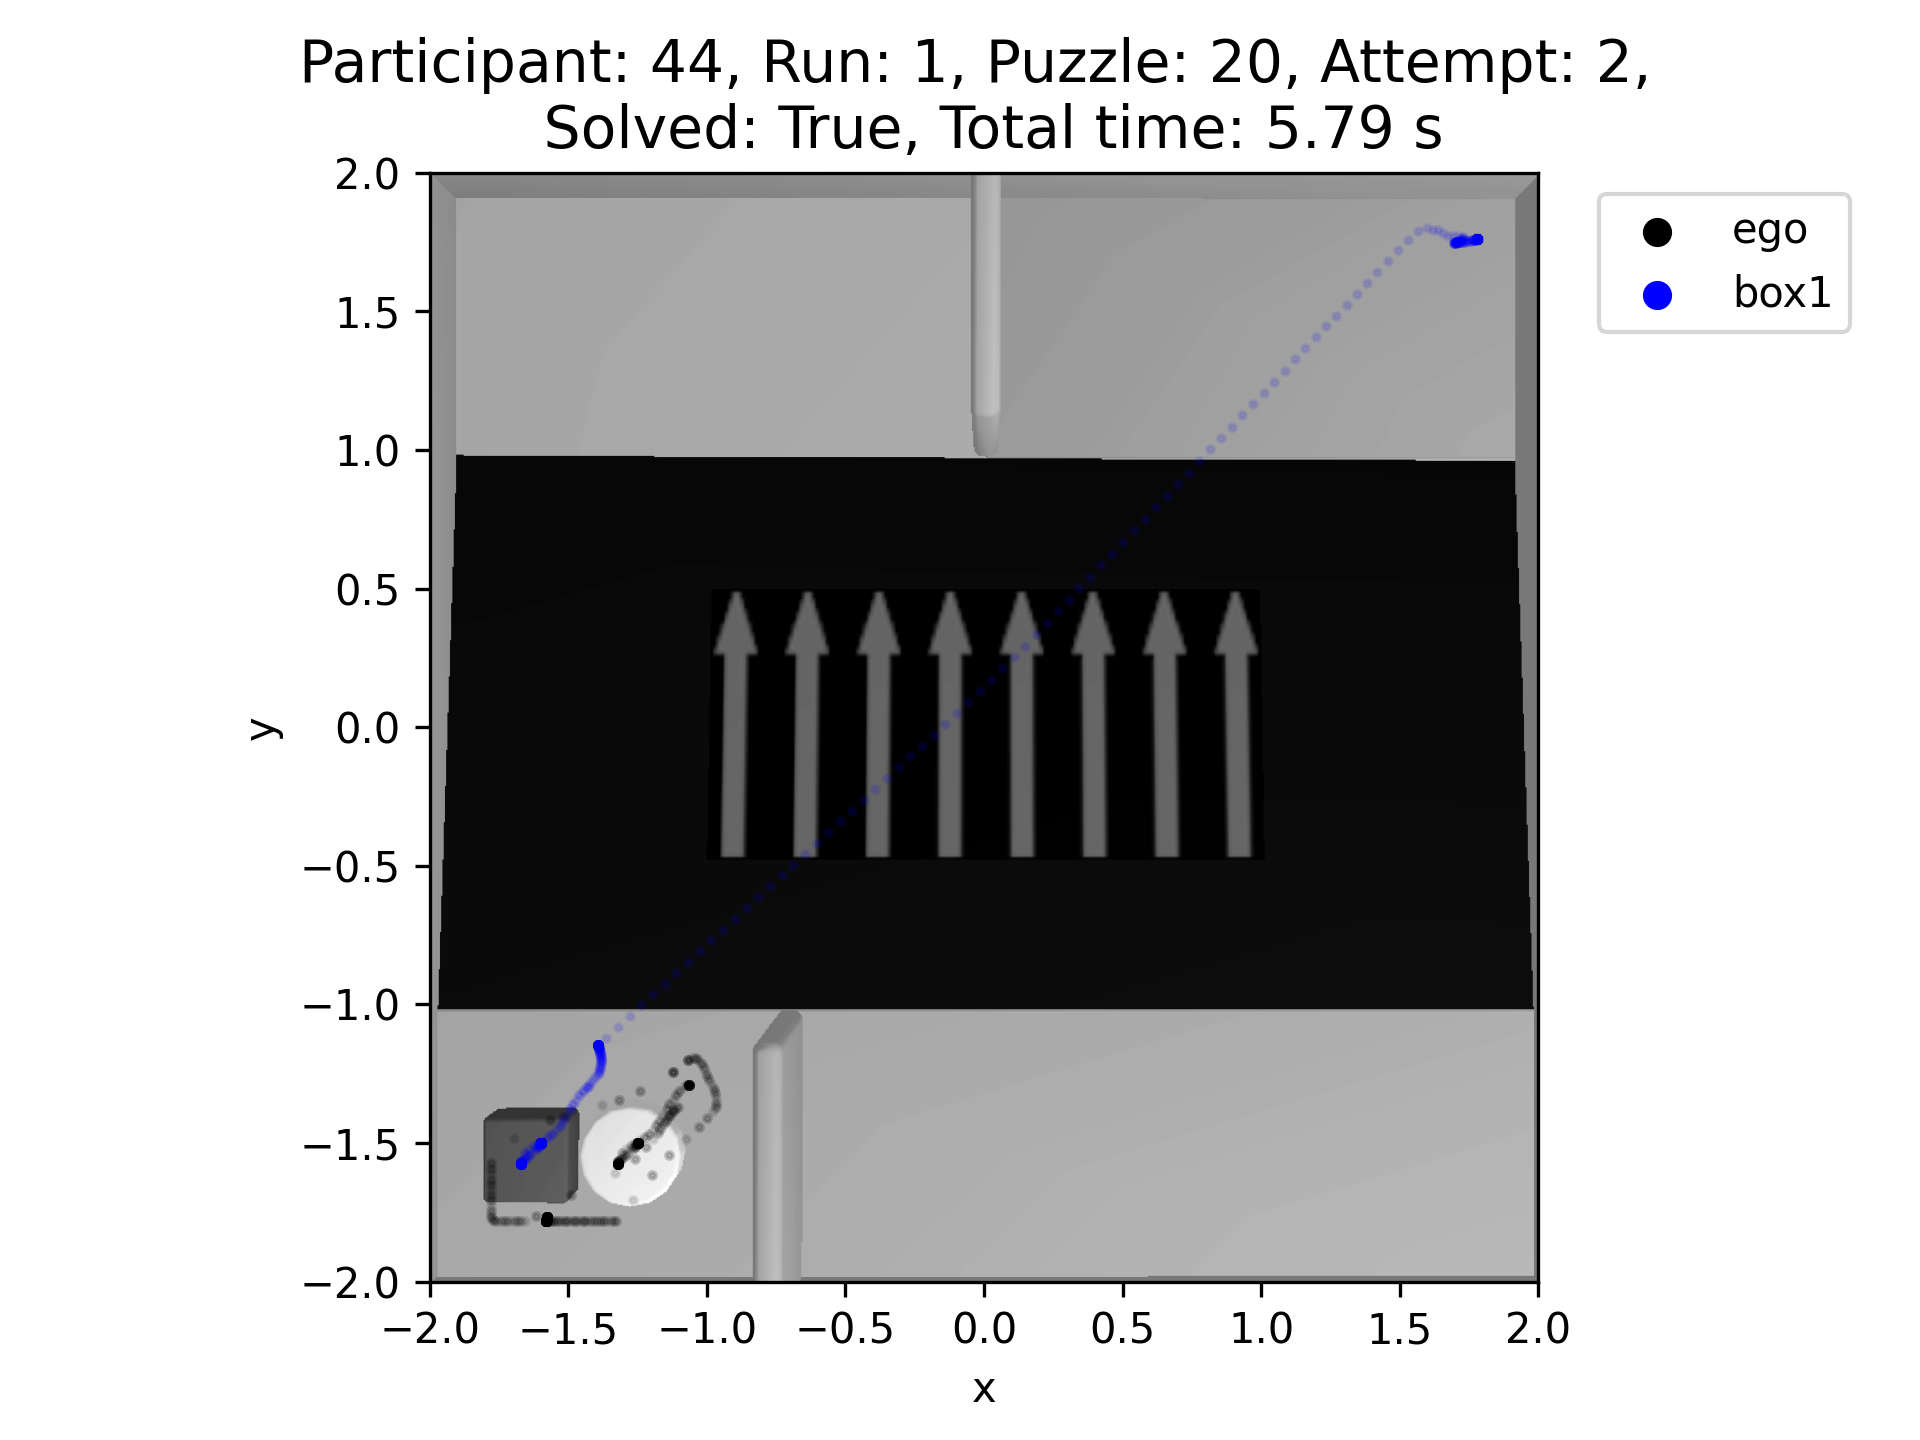 Participant: 44, Run: 1, Puzzle: 20, Attempt: 2,
Solved: True, Total time: 5.79 s
ego
box1
2.0
1.5
1.0
0.5
0.0
−0.5
−1.0
−1.5
−2.0
y
−2.0 −1.5 −1.0 −0.5 0.0 0.5 1.0 1.5 2.0
x